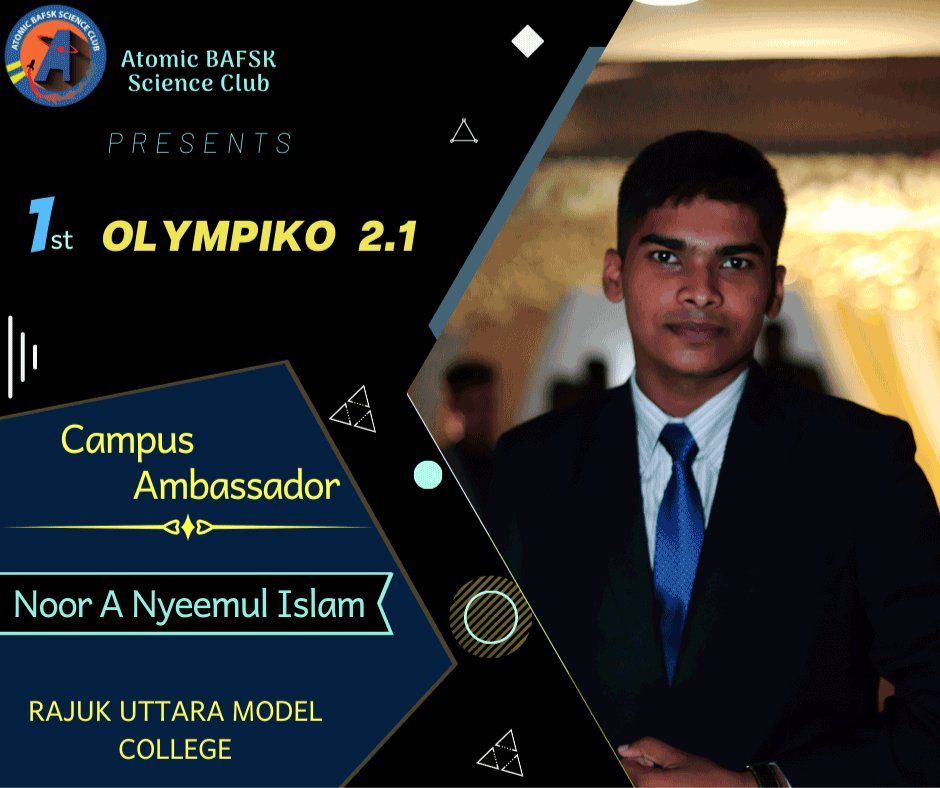 ATOMIC BAFSK SCIENCE CLUB
A
Atomic BAFSK
Science Club
PRESENTS
1st OLYMPIKO 2.1
Campus
Ambassador
Noor A Nyeemul Islam
RAJUK UTTARA MODEL
COLLEGE